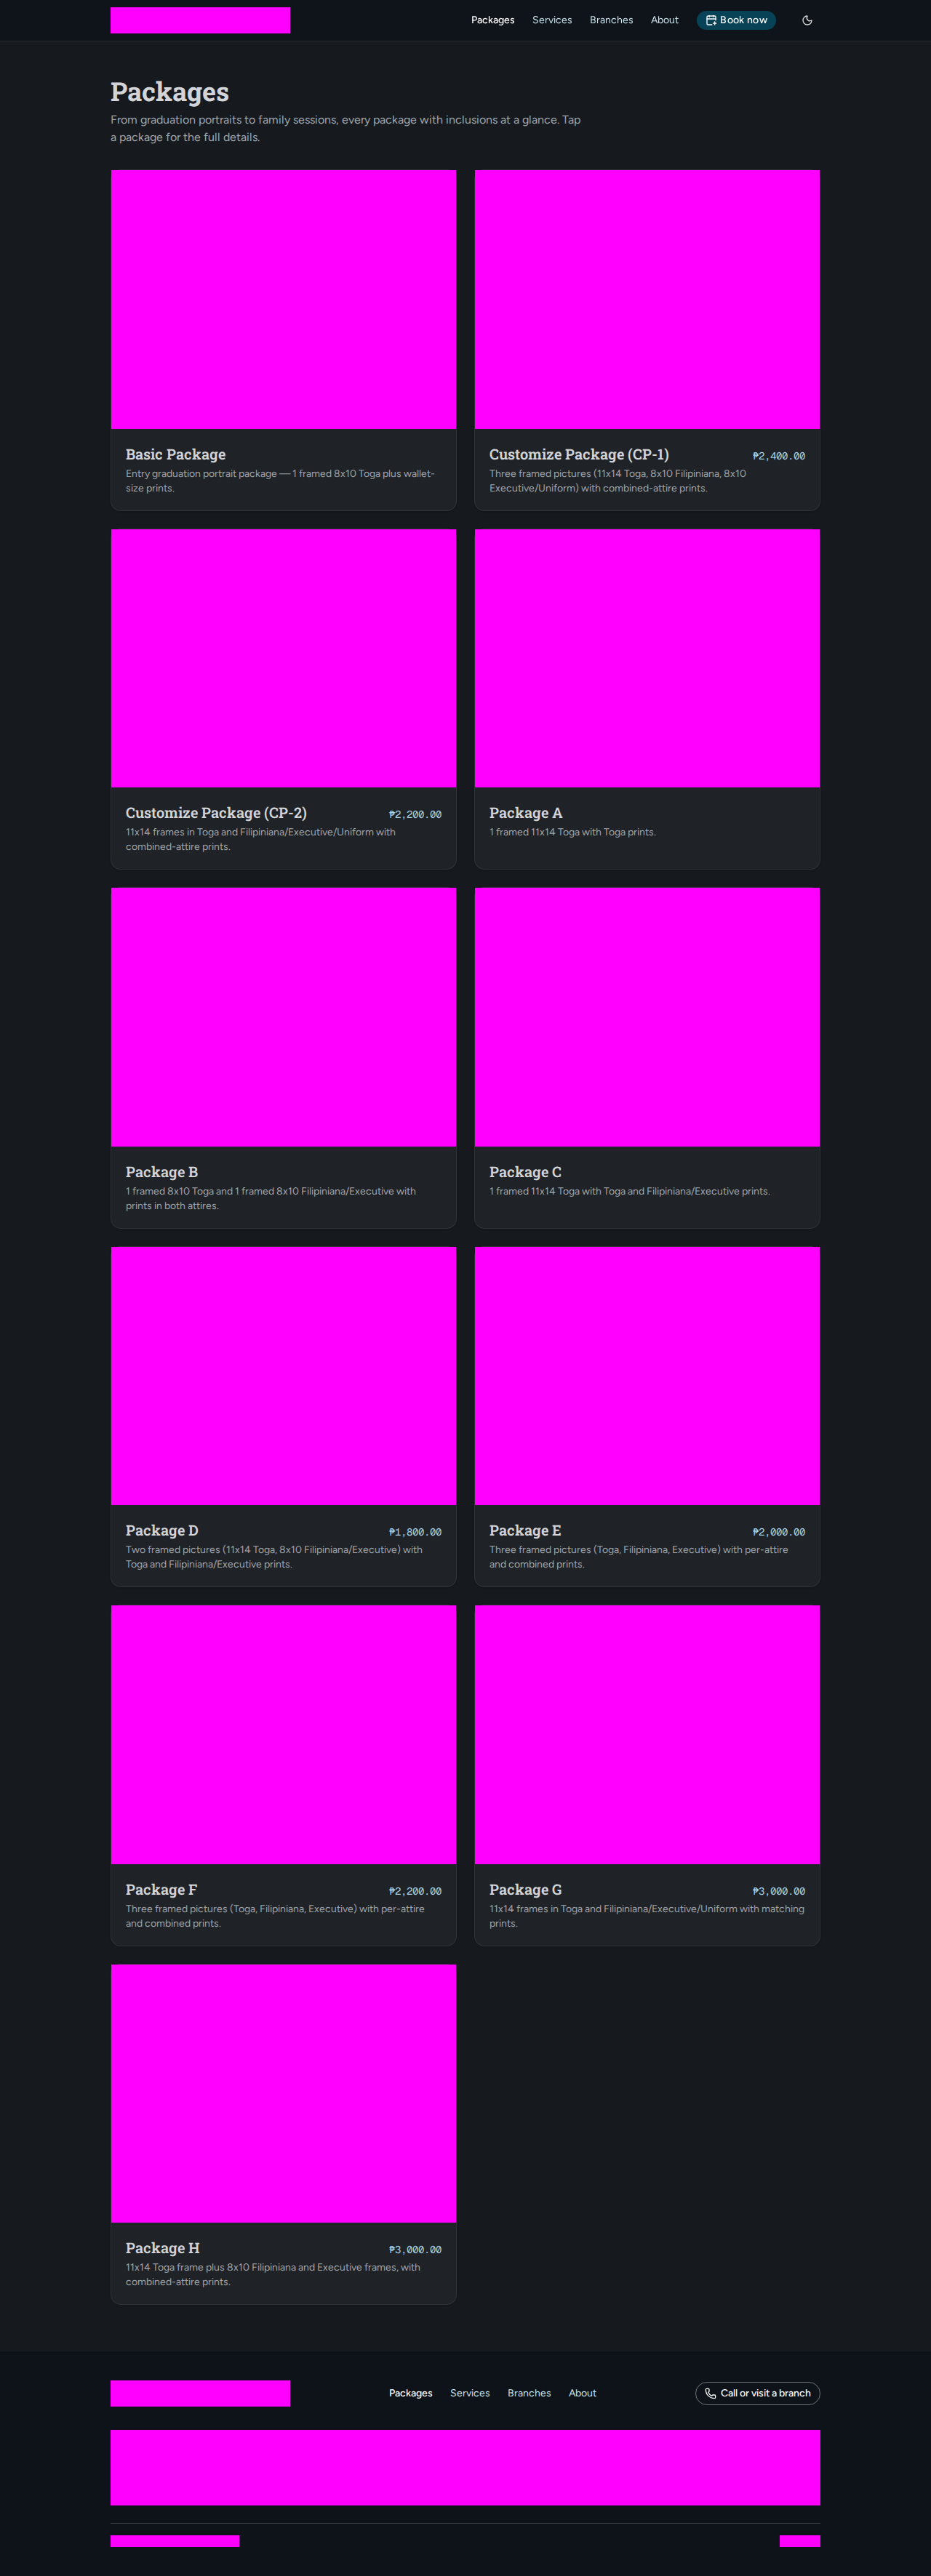 Packages
Services
Branches
About
Book now
Packages
From graduation portraits to family sessions, every package with inclusions at a glance. Tap
a package for the full details.
Basic Package
Entry graduation portrait package — 1 framed 8x10 Toga plus wallet-
size prints.
Customize Package (CP-1)
₱2,400.00
Three framed pictures (11x14 Toga, 8x10 Filipiniana, 8x10
Executive/Uniform) with combined-attire prints.
Customize Package (CP-2)
₱2,200.00
11x14 frames in Toga and Filipiniana/Executive/Uniform with
combined-attire prints.
Package A
1 framed 11x14 Toga with Toga prints.
Package B
1 framed 8x10 Toga and 1 framed 8x10 Filipiniana/Executive with
prints in both attires.
Package C
1 framed 11x14 Toga with Toga and Filipiniana/Executive prints.
Package D
₱1,800.00
Two framed pictures (11x14 Toga, 8x10 Filipiniana/Executive) with
Toga and Filipiniana/Executive prints.
Package E
₱2,000.00
Three framed pictures (Toga, Filipiniana, Executive) with per-attire
and combined prints.
Package F
₱2,200.00
Three framed pictures (Toga, Filipiniana, Executive) with per-attire
and combined prints.
Package G
₱3,000.00
11x14 frames in Toga and Filipiniana/Executive/Uniform with matching
prints.
Package H
₱3,000.00
11x14 Toga frame plus 8x10 Filipiniana and Executive frames, with
combined-attire prints.
Packages
Services
Branches
About
Call or visit a branch